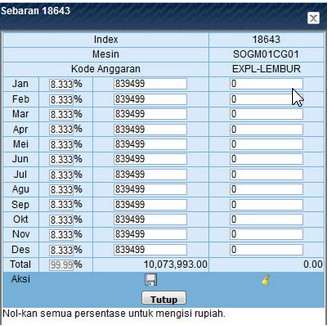 Sebaran 18643
Index 18643
Mesin SOGM01CG01
Kode Anggaran EXPL-LEMBUR
Jan 8.333% 839499 0
Feb 8.333% 839499 0
Mar 8.333% 839499 0
Apr 8.333% 839499 0
Mei 8.333% 839499 0
Jun 8.333% 839499 0
Jul 8.333% 839499 0
Agu 8.333% 839499 0
Sep 8.333% 839499 0
Okt 8.333% 839499 0
Nov 8.333% 839499 0
Des 8.333% 839499 0
Total 99.99% 10,073,993.00 0.00
Aksi
Tutup
Nol-kan semua persentase untuk mengisi rupiah.